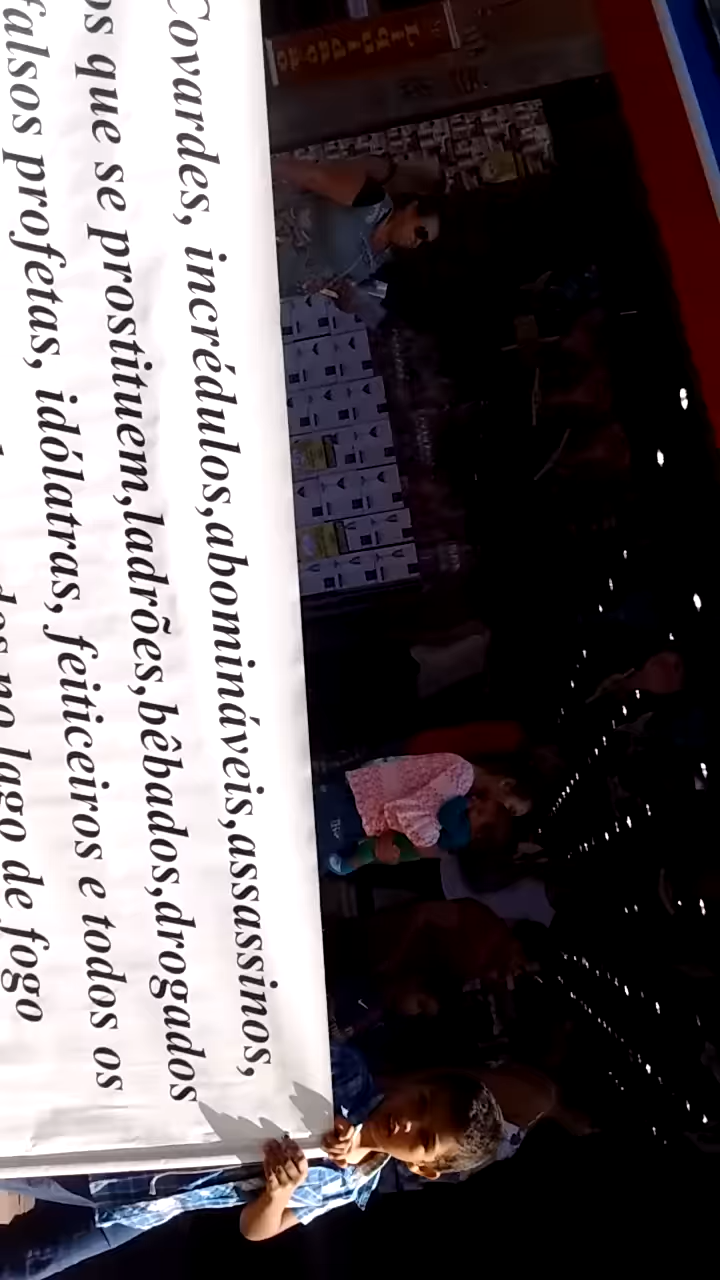 Covardes, incrédulos,abomináveis,assassinos,
os que se prostituem,ladrões,bêbados,drogados
falsos profetas, idólatras, feiticeiros e todos os
no lago de fogo